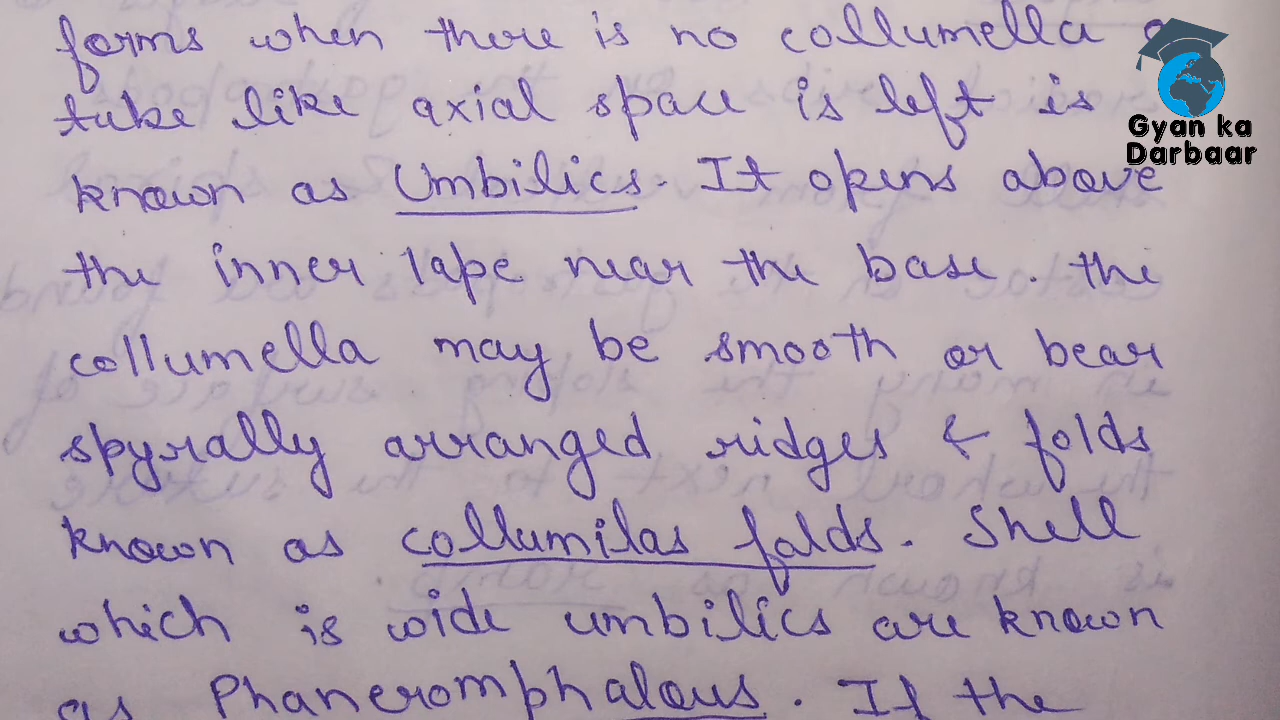 forms when there is no collumella a
tube like axial space is left is
known as Umbilics. It opens above
the inner lape near the base. the
collumella may be smooth or bear
spyrally arranged ridges & folds
known as collumilas folds. Shell
which is wide umbilics are known
as Phaneromphalous. If the
Gyan ka
Darbaar